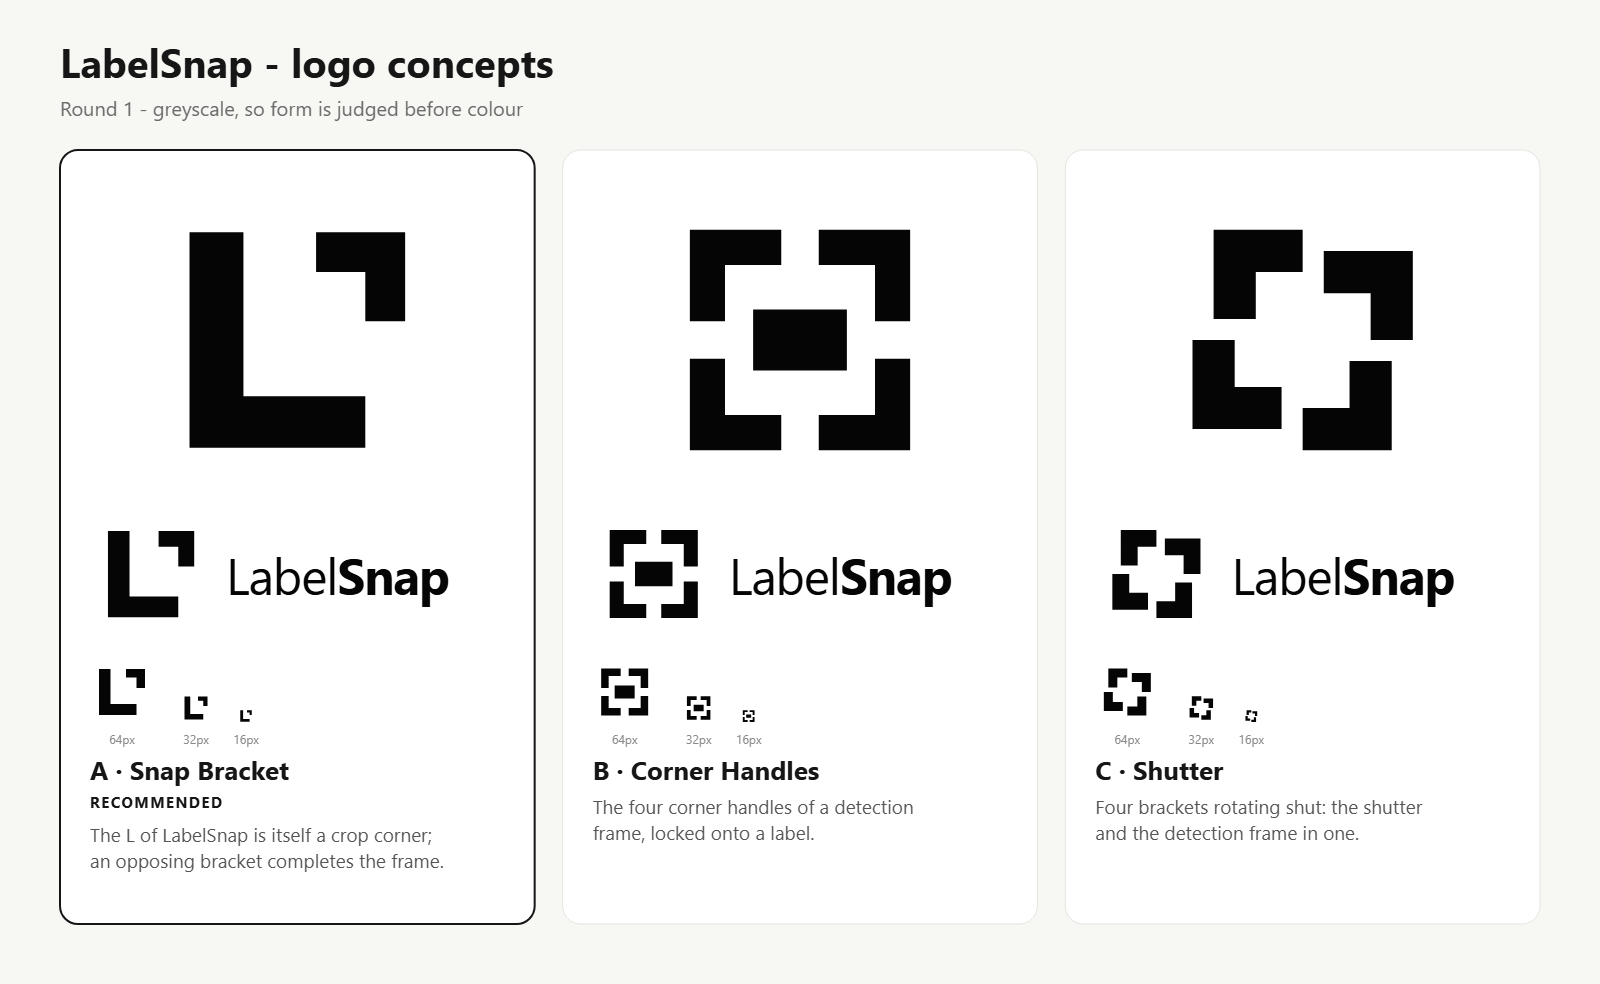 LabelSnap - logo concepts
Round 1 - greyscale, so form is judged before colour
LabelSnap
64px 32px 16px
A · Snap Bracket
RECOMMENDED
The L of LabelSnap is itself a crop corner;
an opposing bracket completes the frame.
LabelSnap
64px 32px 16px
B · Corner Handles
The four corner handles of a detection
frame, locked onto a label.
LabelSnap
64px 32px 16px
C · Shutter
Four brackets rotating shut: the shutter
and the detection frame in one.